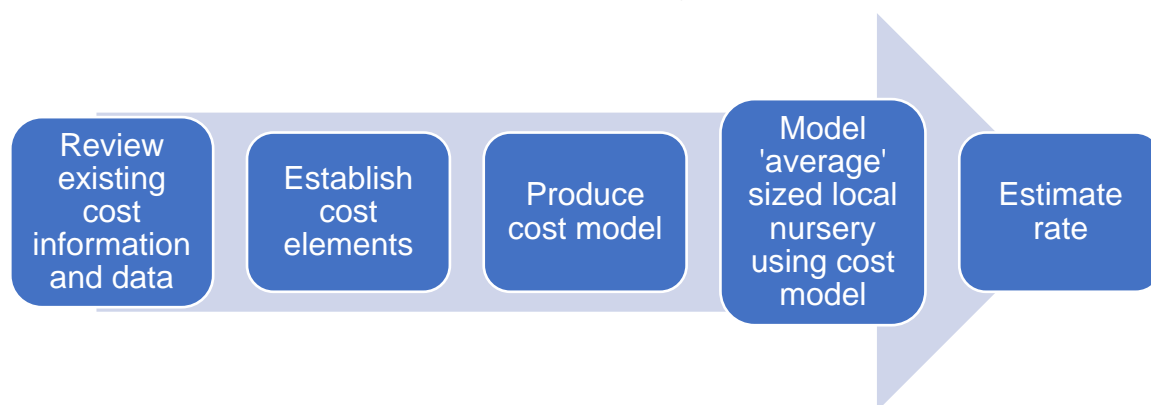 Review
existing
cost
information
and data
Establish
cost
elements
Produce
cost model
Model
'average'
sized local
nursery
using cost
model
Estimate
rate